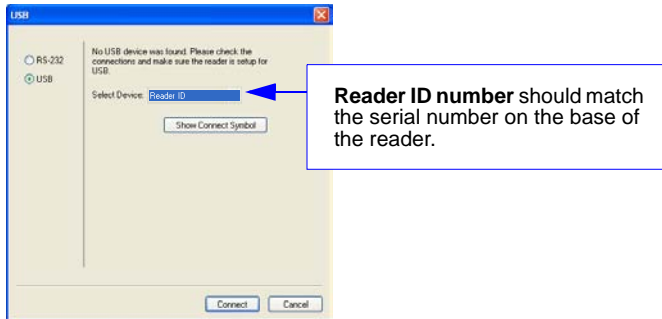 USB
RS-232
USB
No USB device was found. Please check the
connections and make sure the reader is setup for
USB.
Select Device: Reader ID
Show Connect Symbol
Reader ID number should match
the serial number on the base of
the reader.
Connect
Cancel